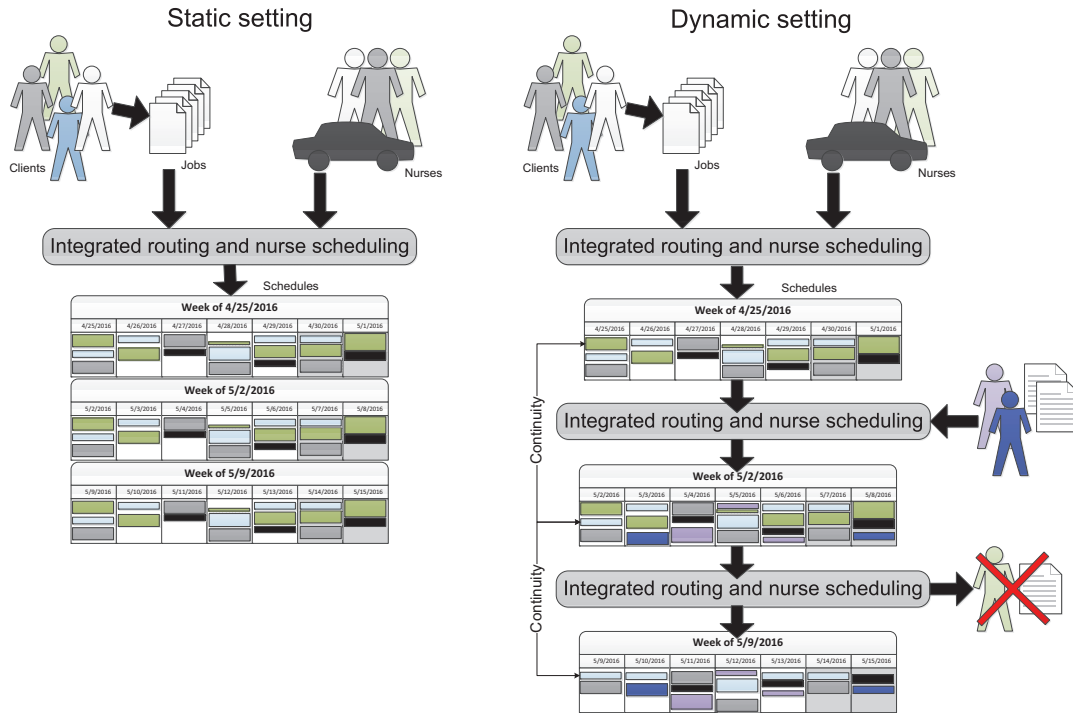 Static setting
Clients
Jobs
Nurses
Integrated routing and nurse scheduling
Schedules
Week of 4/25/2016
4/25/2016 4/26/2016 4/27/2016 4/28/2016 4/29/2016 4/30/2016 5/1/2016
Week of 5/2/2016
5/2/2016 5/3/2016 5/4/2016 5/5/2016 5/6/2016 5/7/2016 5/8/2016
Week of 5/9/2016
5/9/2016 5/10/2016 5/11/2016 5/12/2016 5/13/2016 5/14/2016 5/15/2016
Dynamic setting
Clients
Jobs
Nurses
Integrated routing and nurse scheduling
Schedules
Week of 4/25/2016
4/25/2016 4/26/2016 4/27/2016 4/28/2016 4/29/2016 4/30/2016 5/1/2016
Continuity
Integrated routing and nurse scheduling
Week of 5/2/2016
5/2/2016 5/3/2016 5/4/2016 5/5/2016 5/6/2016 5/7/2016 5/8/2016
Continuity
Integrated routing and nurse scheduling
Week of 5/9/2016
5/9/2016 5/10/2016 5/11/2016 5/12/2016 5/13/2016 5/14/2016 5/15/2016